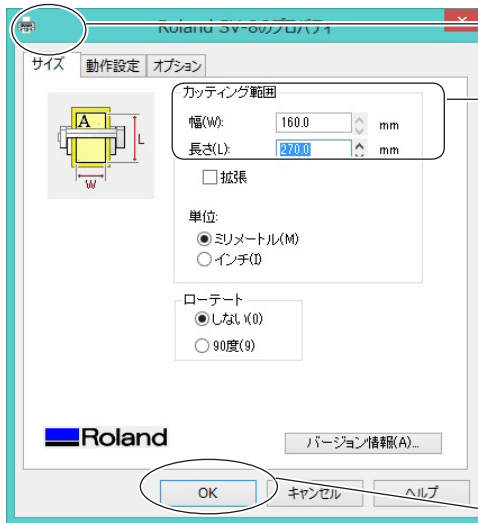 Roland SV-8のプロパティ
サイズ 動作設定 オプション
カッティング範囲
A
L
W
幅(W): 160.0 mm
長さ(L): 270.0 mm
拡張
単位:
ミリメートル(M)
インチ(I)
ローテート
しない(0)
90度(9)
Roland
バージョン情報(A)...
OK キャンセル ヘルプ